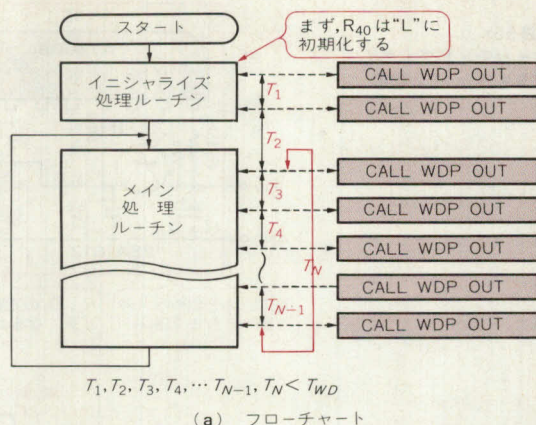 スタート
まず,R40は"L"に
初期化する
イニシャライズ
処理ルーチン
CALL WDP OUT
T1
CALL WDP OUT
T2
メイン
処 理
ルーチン
CALL WDP OUT
T3
CALL WDP OUT
T4
CALL WDP OUT
TN
CALL WDP OUT
TN−1
CALL WDP OUT
T1, T2, T3, T4, … TN−1, TN < TWD
(a) フローチャート